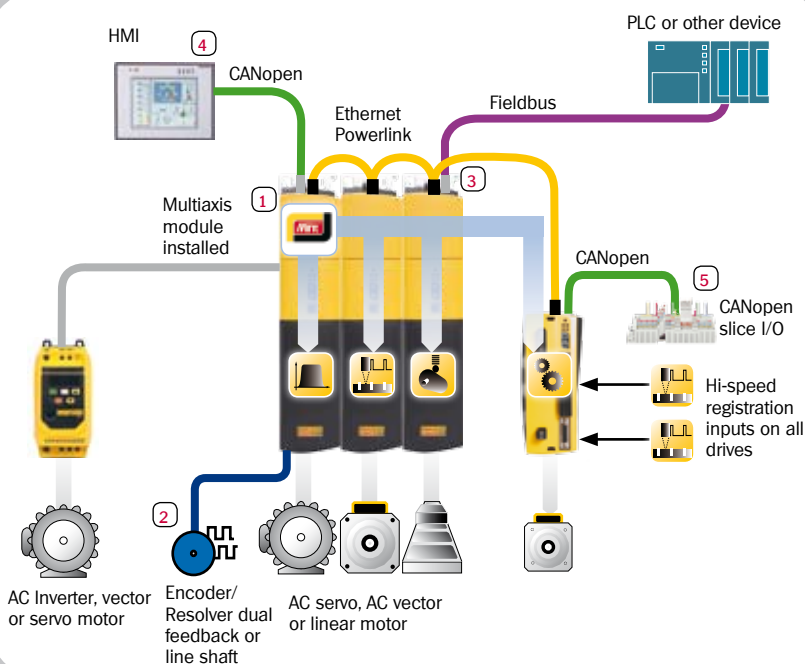 HMI
4
CANopen
PLC or other device
Ethernet
Powerlink
Fieldbus
1
3
Multiaxis
module
installed
CANopen
5
CANopen
slice I/O
Hi-speed
registration
inputs on all
drives
2
AC Inverter, vector
or servo motor
Encoder/
Resolver dual
feedback or
line shaft
AC servo, AC vector
or linear motor